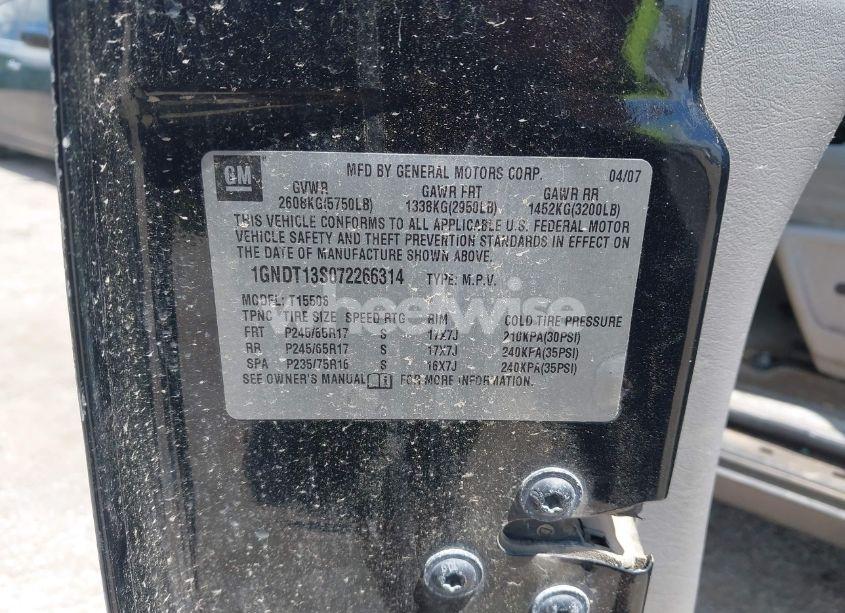 GM
MFD BY GENERAL MOTORS CORP. 04/07
GVWR GAWR FRT GAWR RR
2608KG(5750LB) 1338KG(2950LB) 1452KG(3200LB)
THIS VEHICLE CONFORMS TO ALL APPLICABLE U.S. FEDERAL MOTOR
VEHICLE SAFETY AND THEFT PREVENTION STANDARDS IN EFFECT ON
THE DATE OF MANUFACTURE SHOWN ABOVE.
1GNDT13S072266314 TYPE: M.P.V.
MODEL: T15506
TPNC TIRE SIZE SPEED RTG RIM COLD TIRE PRESSURE
FRT P245/65R17 S 17X7J 210KPA(30PSI)
RR P245/65R17 S 17X7J 240KPA(35PSI)
SPA P235/75R16 S 16X7J 240KPA(35PSI)
SEE OWNER'S MANUAL FOR MORE INFORMATION.